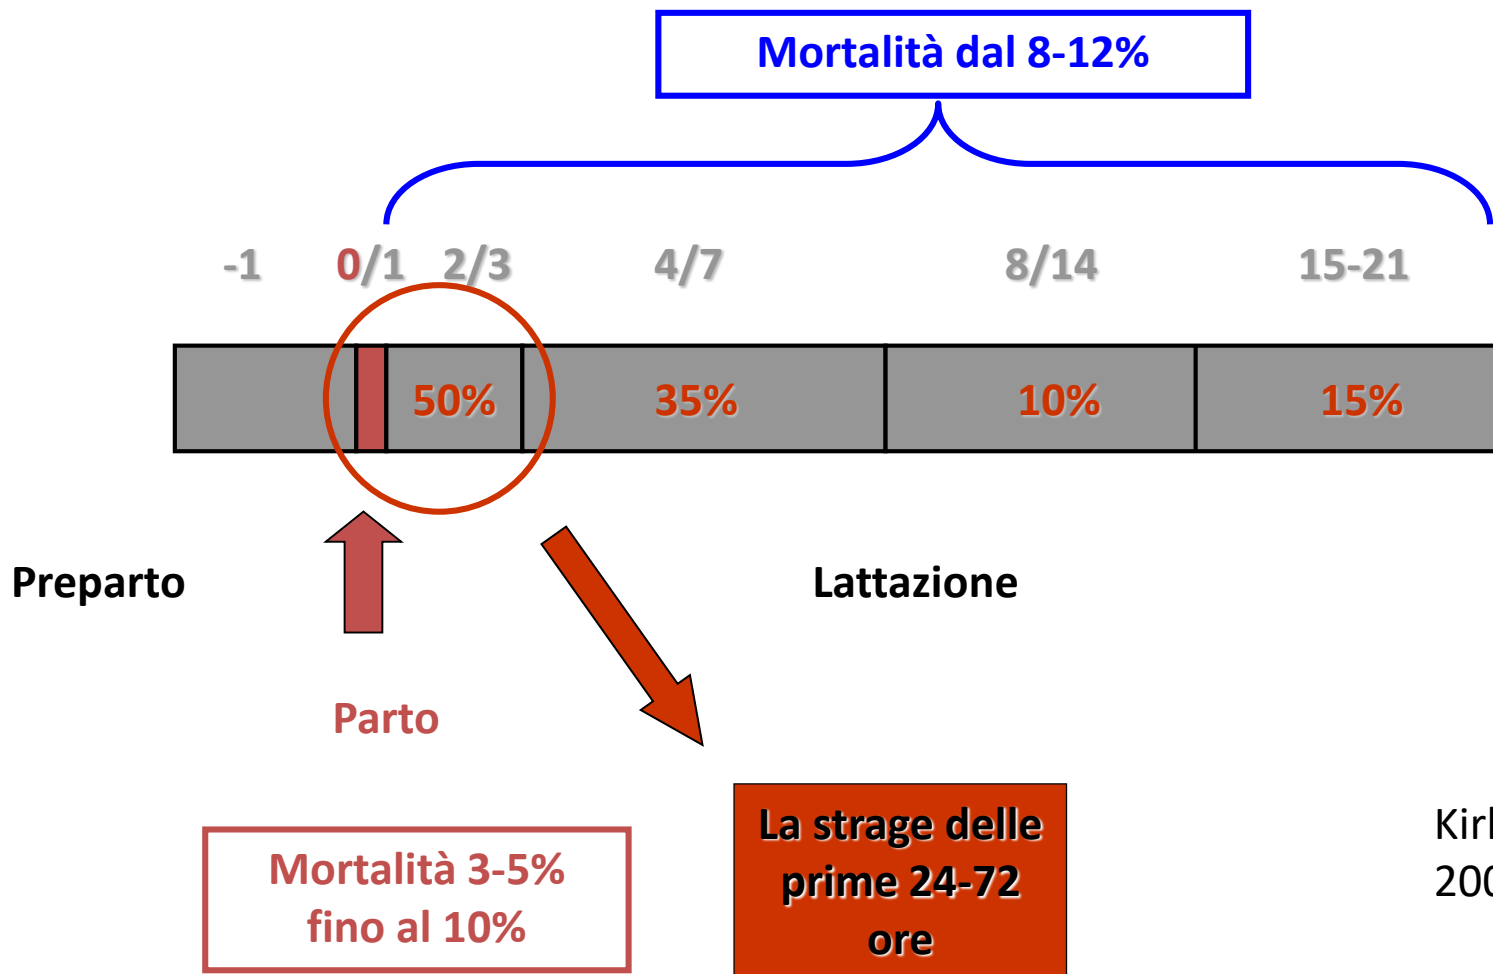 Mortalità dal 8-12%
-1 0/1 2/3 4/7 8/14 15-21
50% 35% 10% 15%
Preparto Lattazione
Parto
Mortalità 3-5%
fino al 10%
La strage delle
prime 24-72
ore